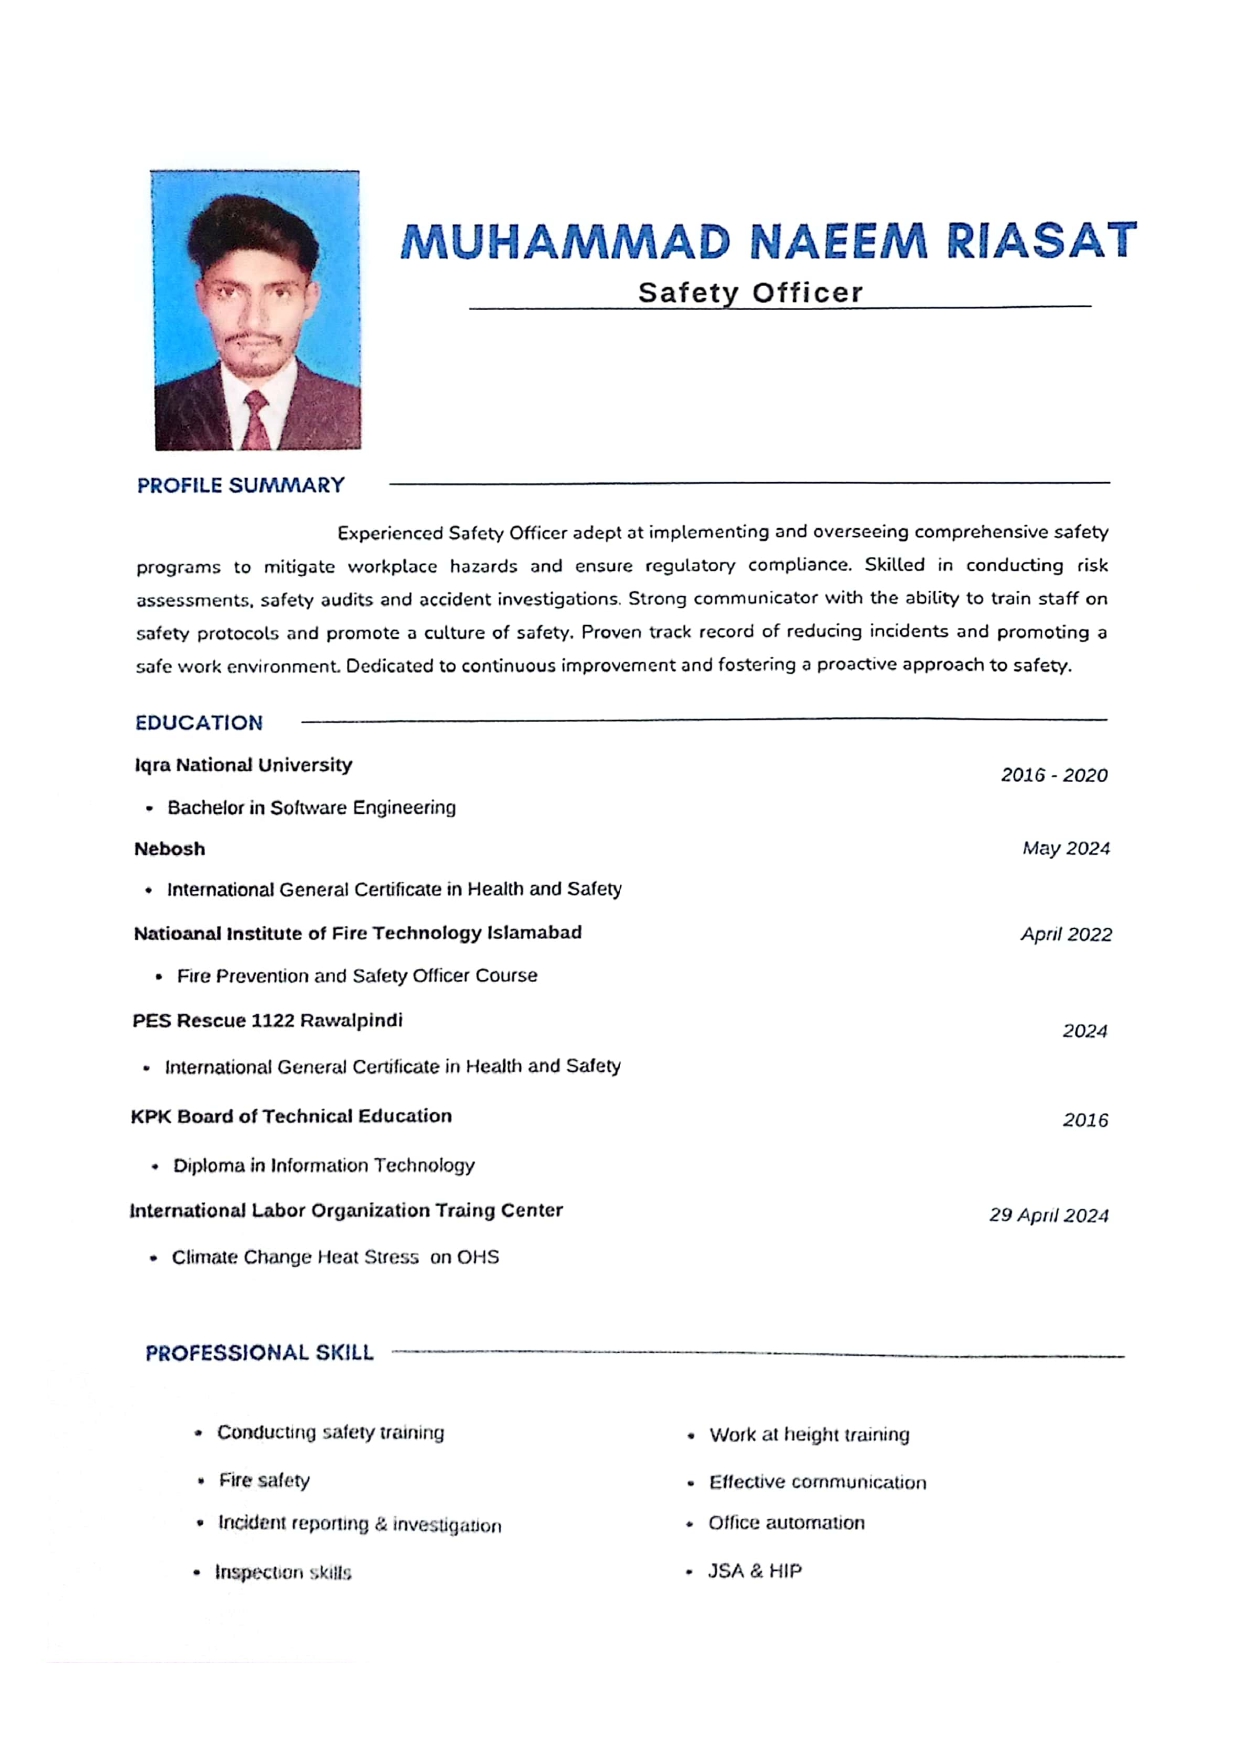 MUHAMMAD NAEEM RIASAT
Safety Officer
PROFILE SUMMARY
Experienced Safety Officer adept at implementing and overseeing comprehensive safety
programs to mitigate workplace hazards and ensure regulatory compliance. Skilled in conducting risk
assessments, safety audits and accident investigations. Strong communicator with the ability to train staff on
safety protocols and promote a culture of safety. Proven track record of reducing incidents and promoting a
safe work environment. Dedicated to continuous improvement and fostering a proactive approach to safety.
EDUCATION
Iqra National University
2016 - 2020
• Bachelor in Software Engineering
Nebosh
May 2024
• International General Certificate in Health and Safety
Natioanal Institute of Fire Technology Islamabad
April 2022
• Fire Prevention and Safety Officer Course
PES Rescue 1122 Rawalpindi
2024
• International General Certificate in Health and Safety
KPK Board of Technical Education
2016
• Diploma in Information Technology
International Labor Organization Traing Center
29 April 2024
• Climate Change Heat Stress on OHS
PROFESSIONAL SKILL
• Conducting safety training
• Fire safety
• Incident reporting & investigation
• Inspection skills
• Work at height training
• Effective communication
• Office automation
• JSA & HIP